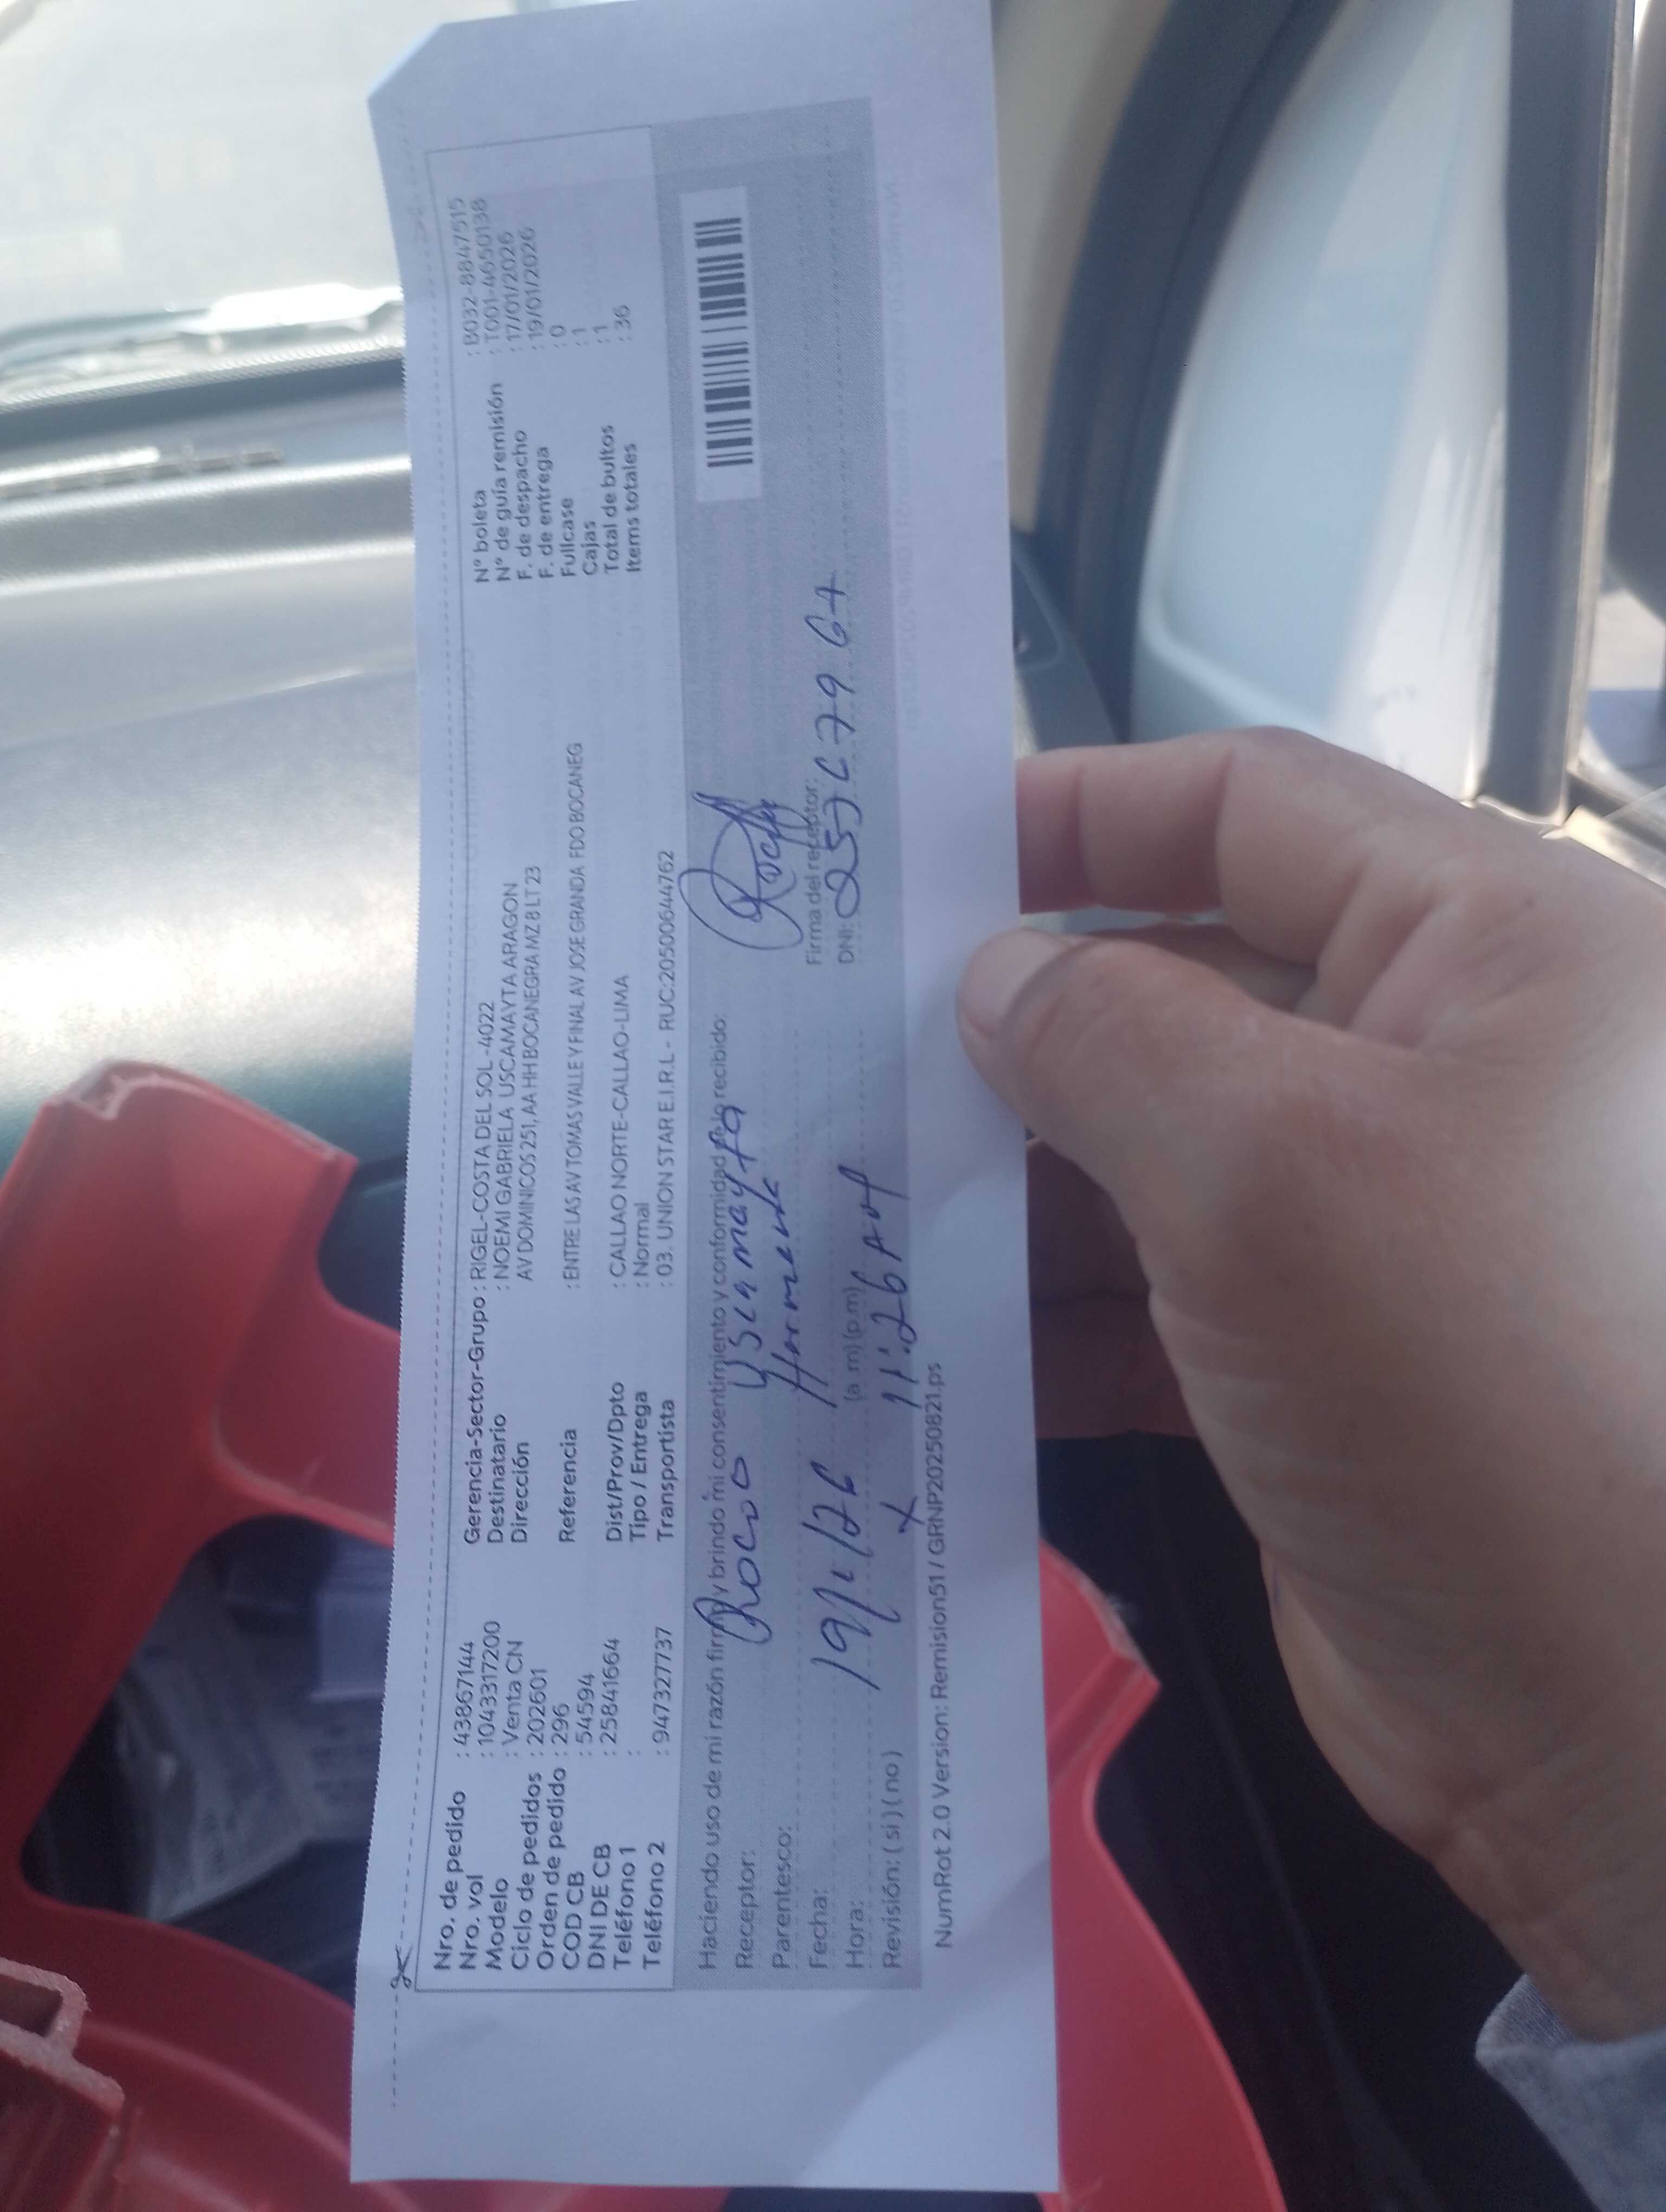 Nro. de pedido : 43867144
Nro. vol : 1043317200
Modelo : Venta CN
Ciclo de pedidos : 202601
Orden de pedido : 296
COD CB : 54594
DNI DE CB : 25841664
Teléfono 1 :
Teléfono 2 : 947327737
Gerencia-Sector-Grupo : RIGEL-COSTA DEL SOL -4022
Destinatario : NOEMI GABRIELA USCAMAYTA ARAGON
Dirección AV DOMINICOS 251, AA HH BOCANEGRA MZ 8 LT 23
Referencia : ENTRE LAS AV TOMAS VALLE Y FINAL AV JOSE GRANDA FDO BOCANEG
Dist/Prov/Dpto : CALLAO NORTE-CALLAO-LIMA
Tipo / Entrega : Normal
Transportista : 03. UNION STAR E.I.R.L - RUC:20500644762
N° boleta : B032-8847515
N° de guía remisión : T001-4650138
F. de despacho : 17/01/2026
F. de entrega : 19/01/2026
Fullcase : 0
Cajas : 1
Total de bultos : 1
Items totales : 36
Haciendo uso de mi razón firmo y brindo mi consentimiento y conformidad de lo recibido:
Receptor: Rocio Uscamayta
Parentesco: Hermenta
Firma del receptor:
Fecha: 19/1/26
DNI:
Hora: (a m) (p.m) 11:26
Revisión: ( si ) ( no ) x
NumRot 2.0 Version: Remision51 / GRNP20250821.ps